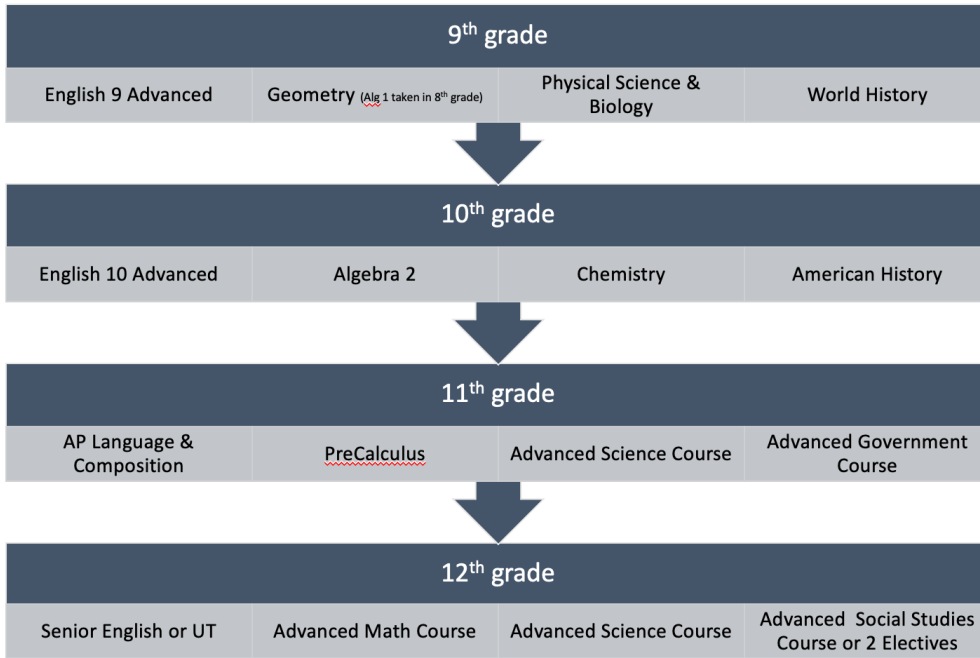 9th grade
English 9 Advanced
Geometry (Alg 1 taken in 8th grade)
Physical Science &
Biology
World History
10th grade
English 10 Advanced
Algebra 2
Chemistry
American History
11th grade
AP Language &
Composition
PreCalculus
Advanced Science Course
Advanced Government
Course
12th grade
Senior English or UT
Advanced Math Course
Advanced Science Course
Advanced Social Studies
Course or 2 Electives